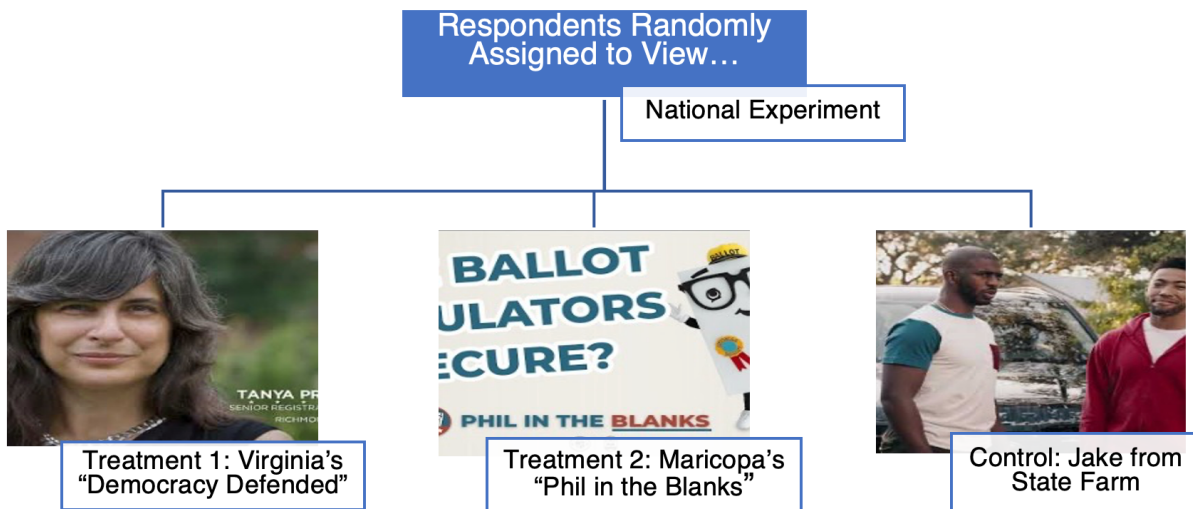 Respondents Randomly
Assigned to View…
National Experiment
TANYA PR
SENIOR REGISTRA
RICHMO
BALLOT
ULATORS
ECURE?
BALLOT
PHIL IN THE BLANKS
Treatment 1: Virginia's
“Democracy Defended”
Treatment 2: Maricopa's
“Phil in the Blanks”
Control: Jake from
State Farm